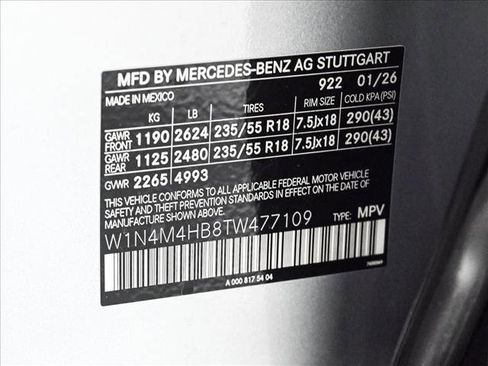 MFD BY MERCEDES-BENZ AG STUTTGART
922 01/26
MADE IN MEXICO
KG LB TIRES RIM SIZE COLD KPA(PSI)
GAWR FRONT 1190 2624 235/55 R18 7.5Jx18 290(43)
GAWR REAR 1125 2480 235/55 R18 7.5Jx18 290(43)
GVWR 2265 4993
THIS VEHICLE CONFORMS TO ALL APPLICABLE FEDERAL MOTOR VEHICLE
SAFETY, BUMPER, AND THEFT PREVENTION STANDARDS IN EFFECT ON THE DATE OF
MANUFACTURE SHOWN ABOVE.
W1N4M4HB8TW477109 TYPE: MPV
A 000 817 54 04